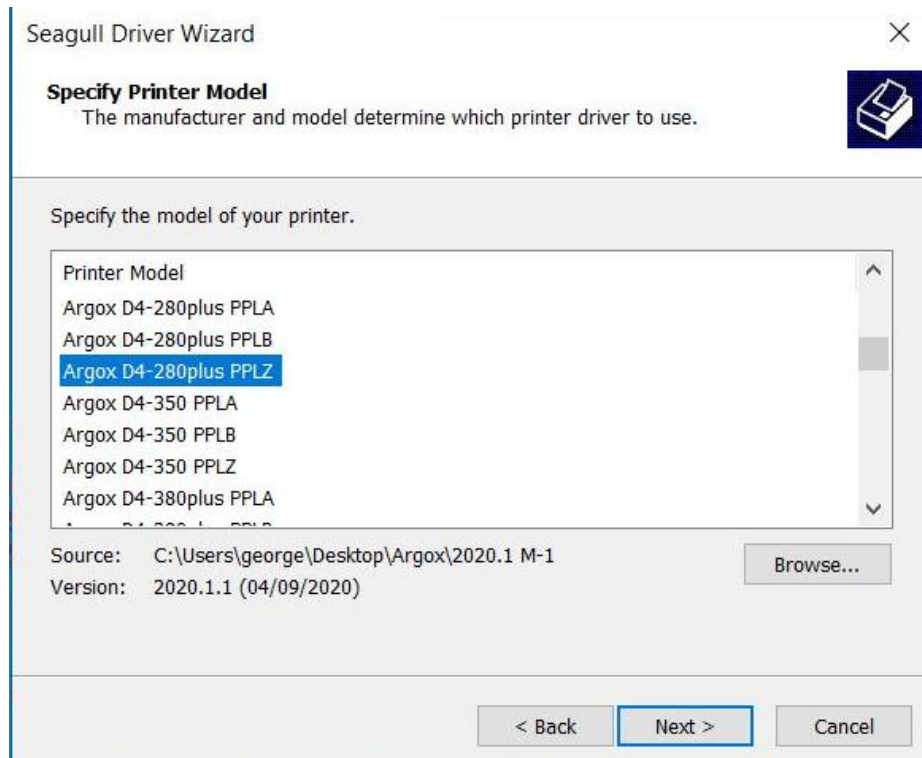 Seagull Driver Wizard
Specify Printer Model
The manufacturer and model determine which printer driver to use.
Specify the model of your printer.
Printer Model
Argox D4-280plus PPLA
Argox D4-280plus PPLB
Argox D4-280plus PPLZ
Argox D4-350 PPLA
Argox D4-350 PPLB
Argox D4-350 PPLZ
Argox D4-380plus PPLA
Source: C:\Users\george\Desktop\Argox\2020.1 M-1
Browse...
Version: 2020.1.1 (04/09/2020)
< Back Next > Cancel